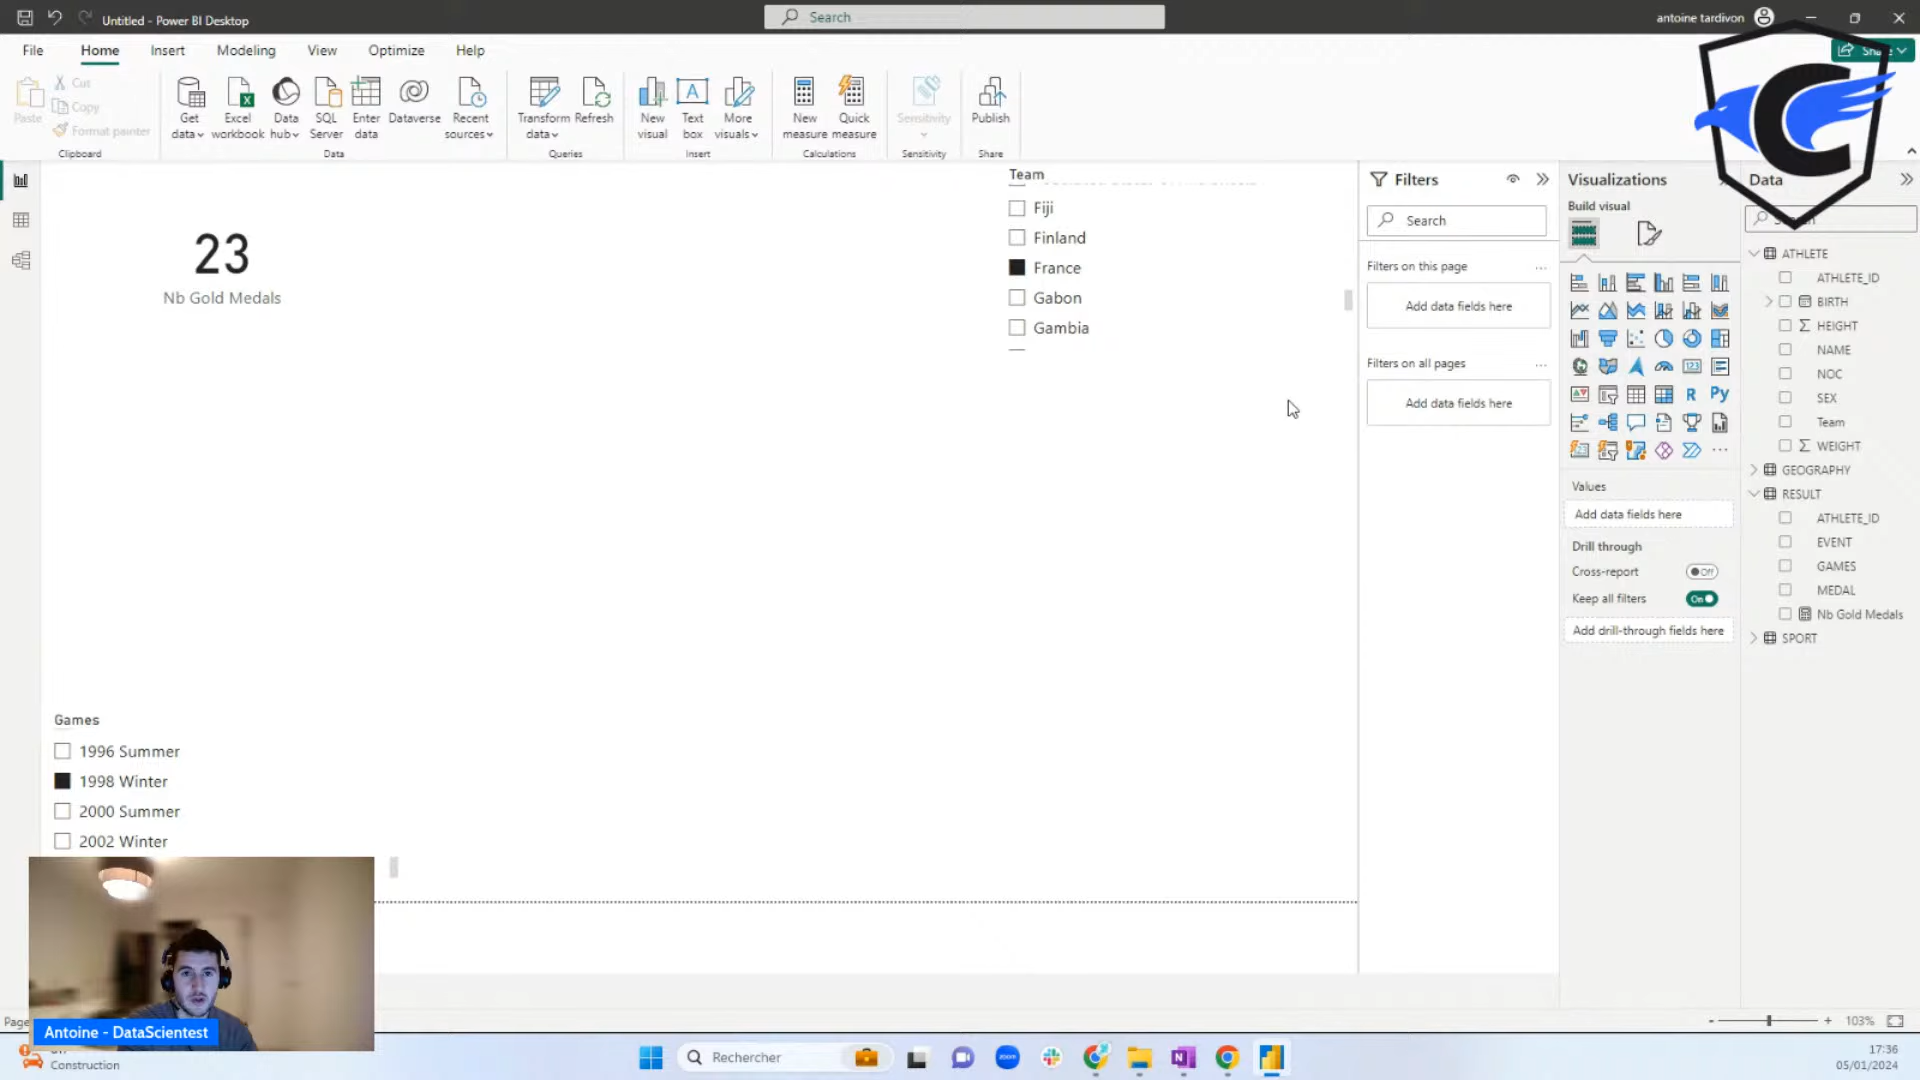 Untitled - Power BI Desktop
Search
antoine tardivon
File
Home
Insert
Modeling
View
Optimize
Help
Paste
Cut
Copy
Format painter
Clipboard
Get data
Excel workbook
Data hub
SQL Server
Enter data
Dataverse
Recent sources
Data
Transform data
Refresh
Queries
New visual
Text box
More visuals
Insert
New measure
Quick measure
Calculations
Sensitivity
Sensitivity
Publish
Share
C
23
Nb Gold Medals
Team
Fiji
Finland
France
Gabon
Gambia
Games
1996 Summer
1998 Winter
2000 Summer
2002 Winter
Filters
Search
Filters on this page
Add data fields here
Filters on all pages
Add data fields here
Visualizations
Build visual
R
Py
123
Values
Add data fields here
Drill through
Cross-report
Off
Keep all filters
On
Add drill-through fields here
Data
ATHLETE
ATHLETE_ID
BIRTH
HEIGHT
NAME
NOC
SEX
Team
WEIGHT
GEOGRAPHY
RESULT
ATHLETE_ID
EVENT
GAMES
MEDAL
Nb Gold Medals
SPORT
Antoine - DataScientest
- + 103%
Construction
Rechercher
zoom
17:36
05/01/2024